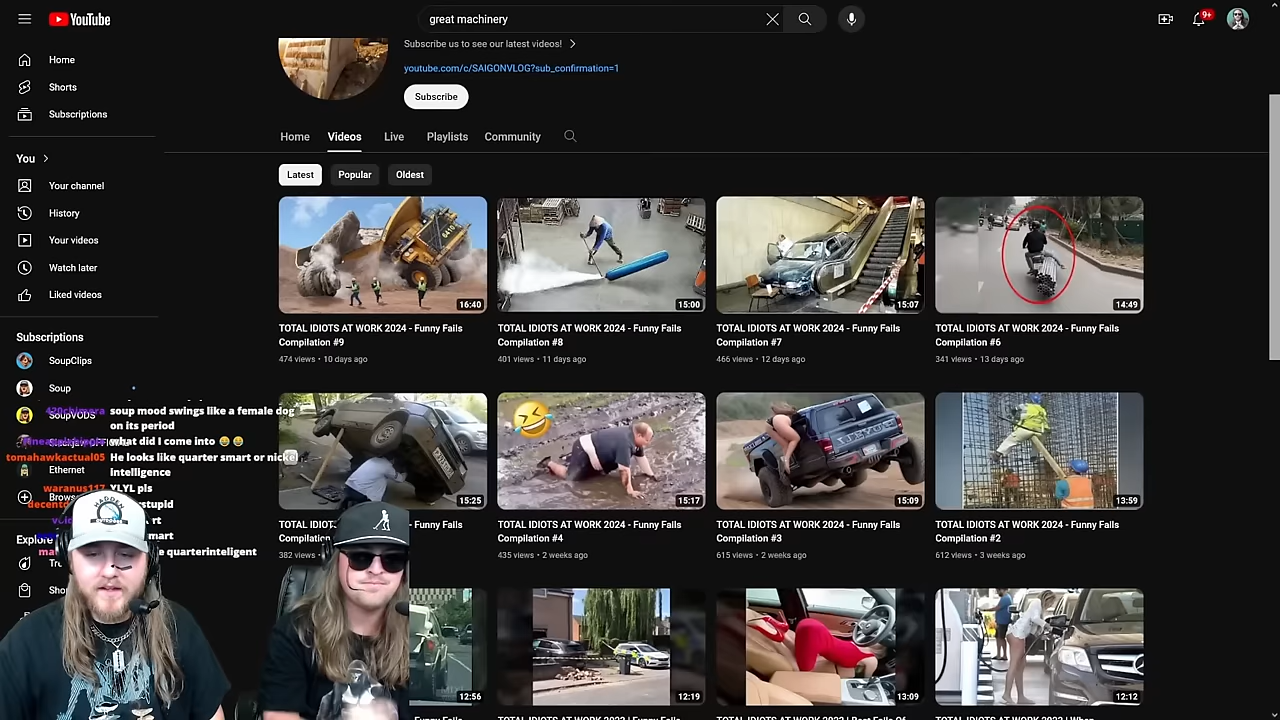 YouTube
great machinery
9+
Home
Shorts
Subscriptions
You
Your channel
History
Your videos
Watch later
Liked videos
Subscriptions
SoupClips
Soup
SoupVODS
Ethernet
Subscribe us to see our latest videos!
youtube.com/c/SAIGONVLOG?sub_confirmation=1
Subscribe
Home
Videos
Live
Playlists
Community
Latest
Popular
Oldest
16:40
15:00
15:07
14:49
TOTAL IDIOTS AT WORK 2024 - Funny Fails
Compilation #9
474 views • 10 days ago
TOTAL IDIOTS AT WORK 2024 - Funny Fails
Compilation #8
401 views • 11 days ago
TOTAL IDIOTS AT WORK 2024 - Funny Fails
Compilation #7
466 views • 12 days ago
TOTAL IDIOTS AT WORK 2024 - Funny Fails
Compilation #6
341 views • 13 days ago
soup mood swings like a female dog
on its period
what did I come into
tomahawkactual05 He looks like quarter smart or nickel
Intelligence
waranus117 YLYL pls
15:25
15:17
15:09
13:59
Funny Fails
382 views
TOTAL IDIOTS AT WORK 2024 - Funny Fails
Compilation #4
435 views • 2 weeks ago
TOTAL IDIOTS AT WORK 2024 - Funny Fails
Compilation #3
615 views • 2 weeks ago
TOTAL IDIOTS AT WORK 2024 - Funny Fails
Compilation #2
612 views • 3 weeks ago
12:56
12:19
13:09
12:12